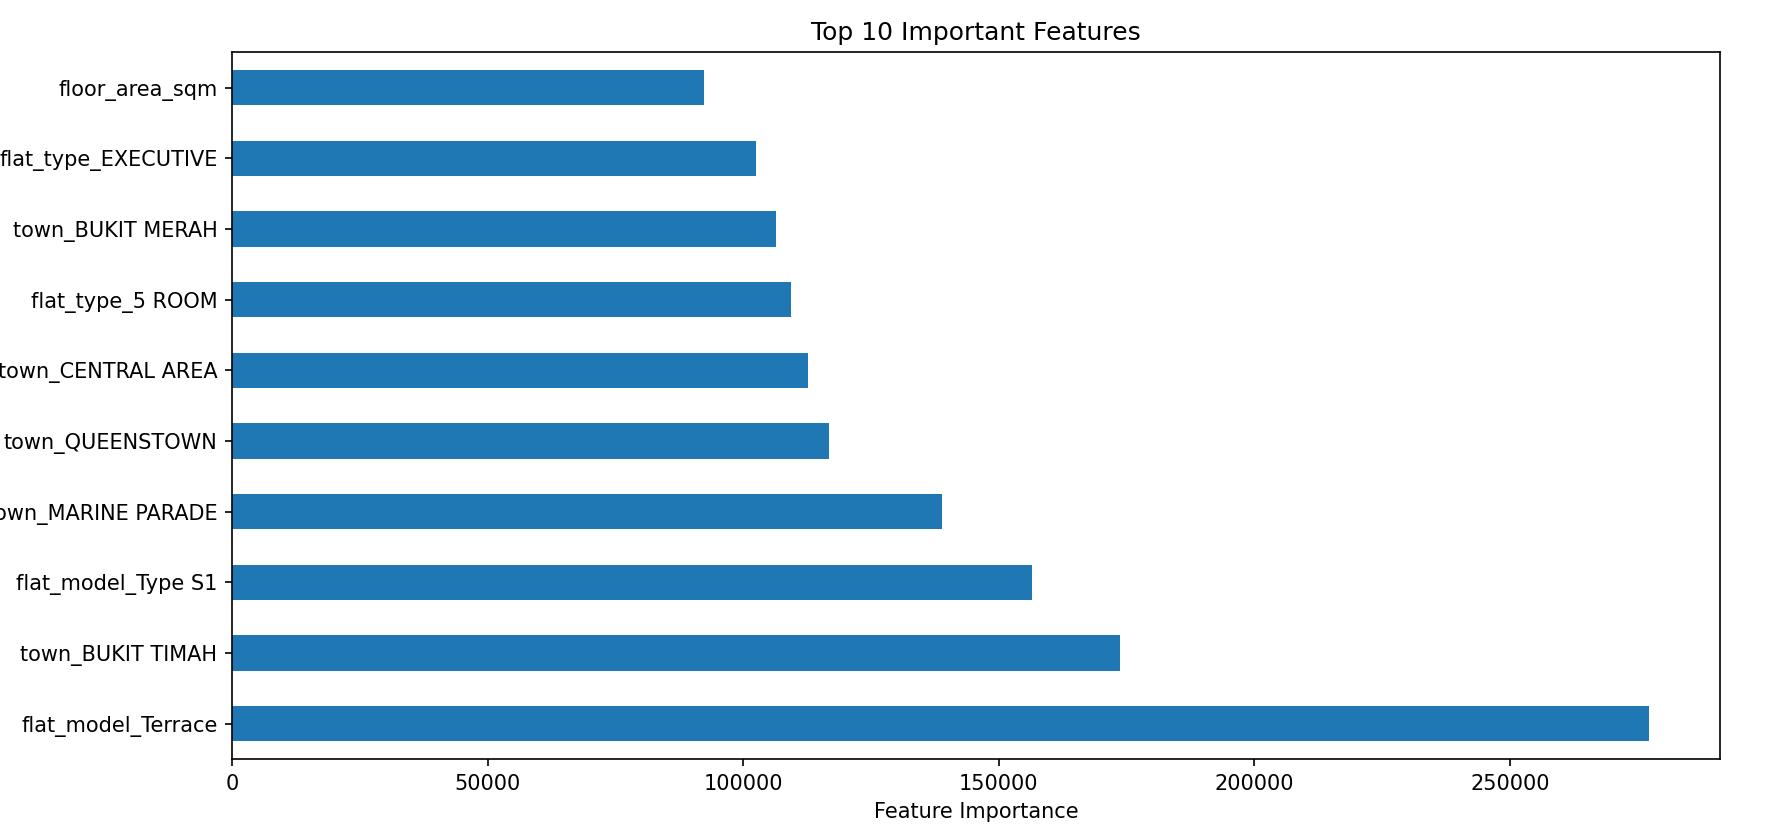 Top 10 Important Features
floor_area_sqm
flat_type_EXECUTIVE
town_BUKIT MERAH
flat_type_5 ROOM
town_CENTRAL AREA
town_QUEENSTOWN
own_MARINE PARADE
flat_model_Type S1
town_BUKIT TIMAH
flat_model_Terrace
0 50000 100000 150000 200000 250000
Feature Importance